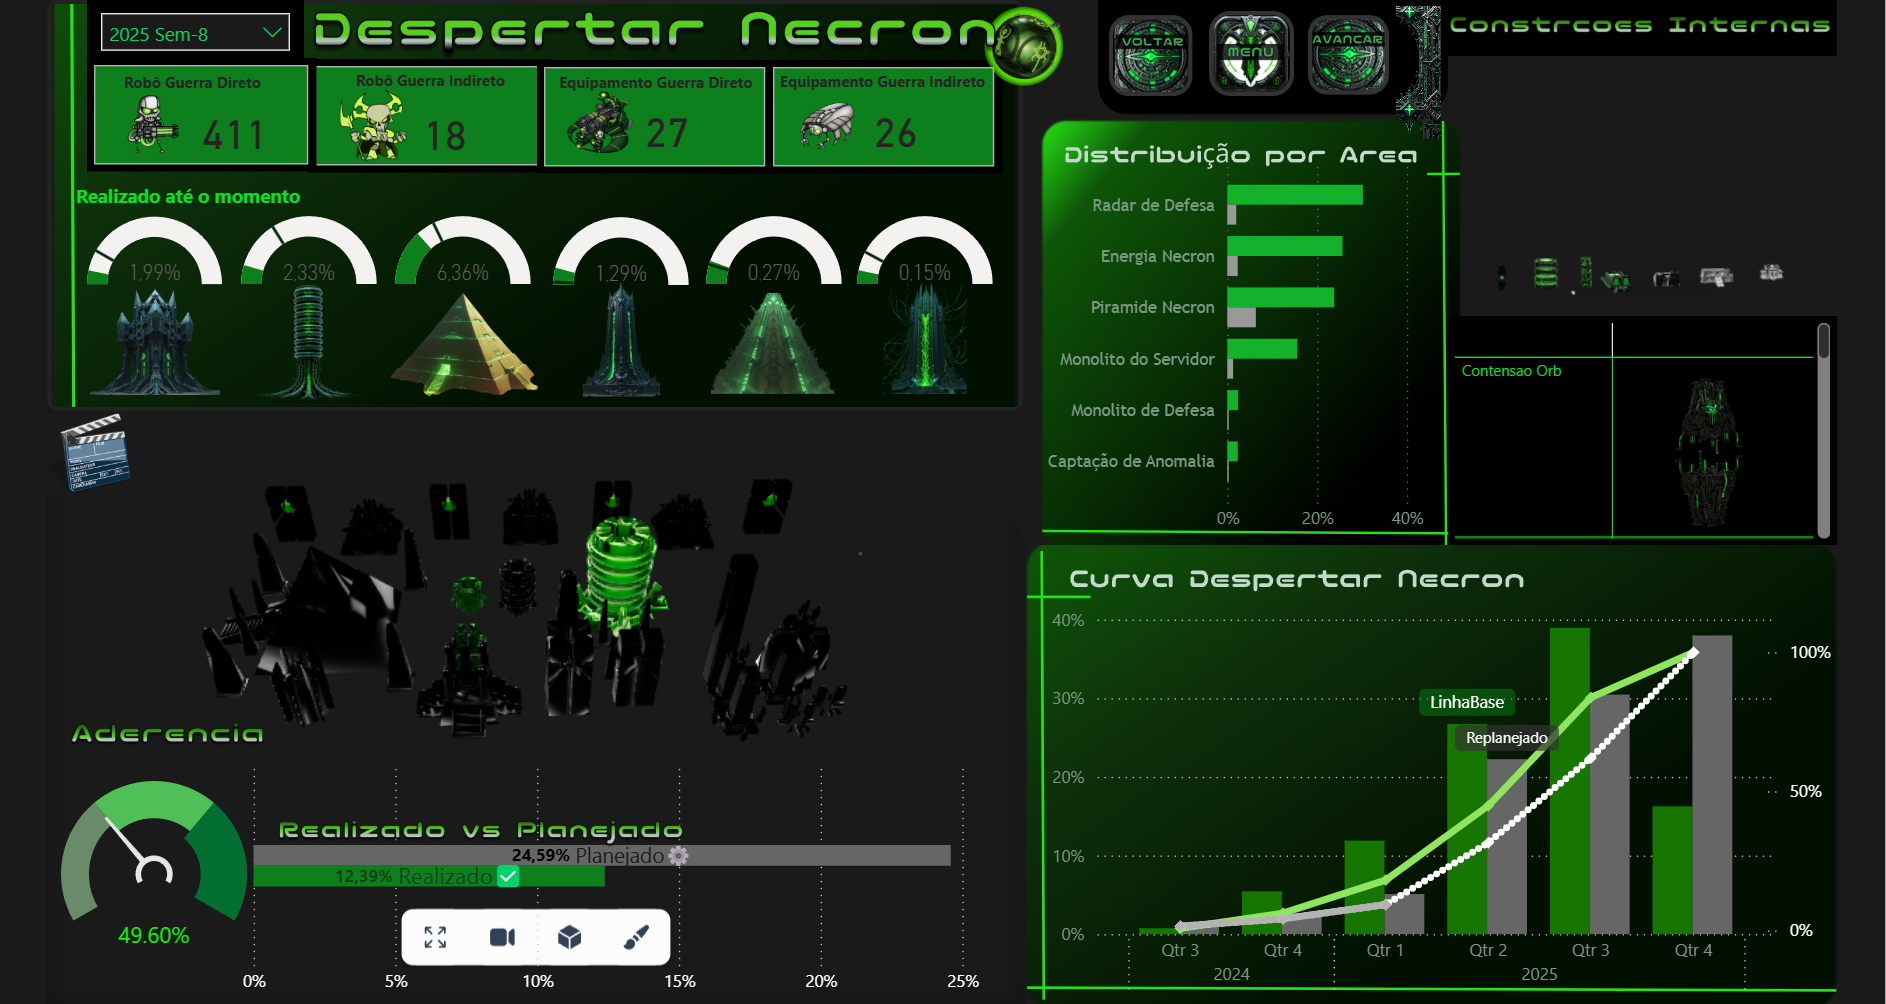 2025 Sem-8
Despertar Necron
VOLTAR
MENU
AVANCAR
Constrcoes Internas
Robô Guerra Direto
411
Robô Guerra Indireto
18
Equipamento Guerra Direto
27
Equipamento Guerra Indireto
26
Realizado até o momento
1,99%
2,33%
6,36%
1,29%
0,27%
0,15%
Distribuição por Area
Radar de Defesa
Energia Necron
Piramide Necron
Monolito do Servidor
Monolito de Defesa
Captação de Anomalia
0%
20%
40%
Contensao Orb
Aderencia
49.60%
Realizado vs Planejado
24,59% Planejado
12,39% Realizado
0%
5%
10%
15%
20%
25%
Curva Despertar Necron
40%
30%
20%
10%
0%
100%
50%
0%
LinhaBase
Replanejado
Qtr 3
Qtr 4
Qtr 1
Qtr 2
Qtr 3
Qtr 4
2024
2025